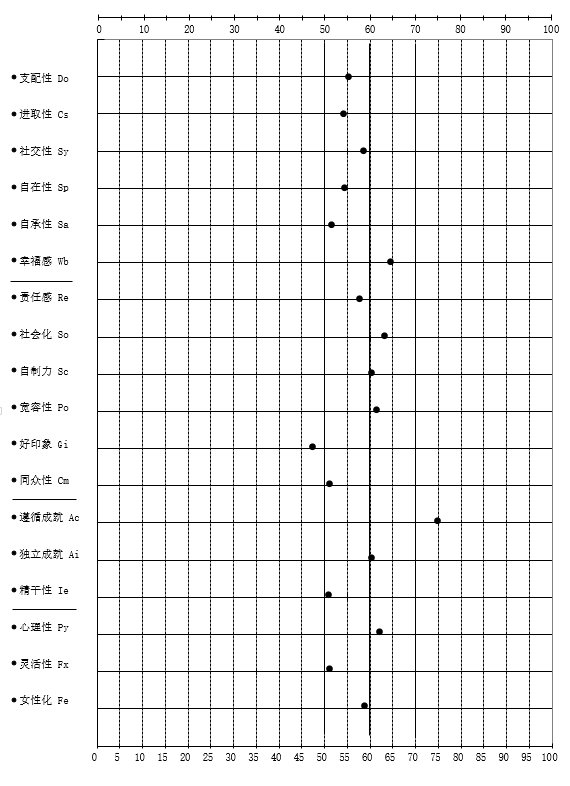 0 10 20 30 40 50 60 70 80 90 100
● 支配性 Do
● 进取性 Cs
● 社交性 Sy
● 自在性 Sp
● 自承性 Sa
● 幸福感 Wb
● 责任感 Re
● 社会化 So
● 自制力 Sc
● 宽容性 Po
● 好印象 Gi
● 同众性 Cm
● 遵循成就 Ac
● 独立成就 Ai
● 精干性 Ie
● 心理性 Py
● 灵活性 Fx
● 女性化 Fe
0 5 10 15 20 25 30 35 40 45 50 55 60 65 70 75 80 85 90 95 100